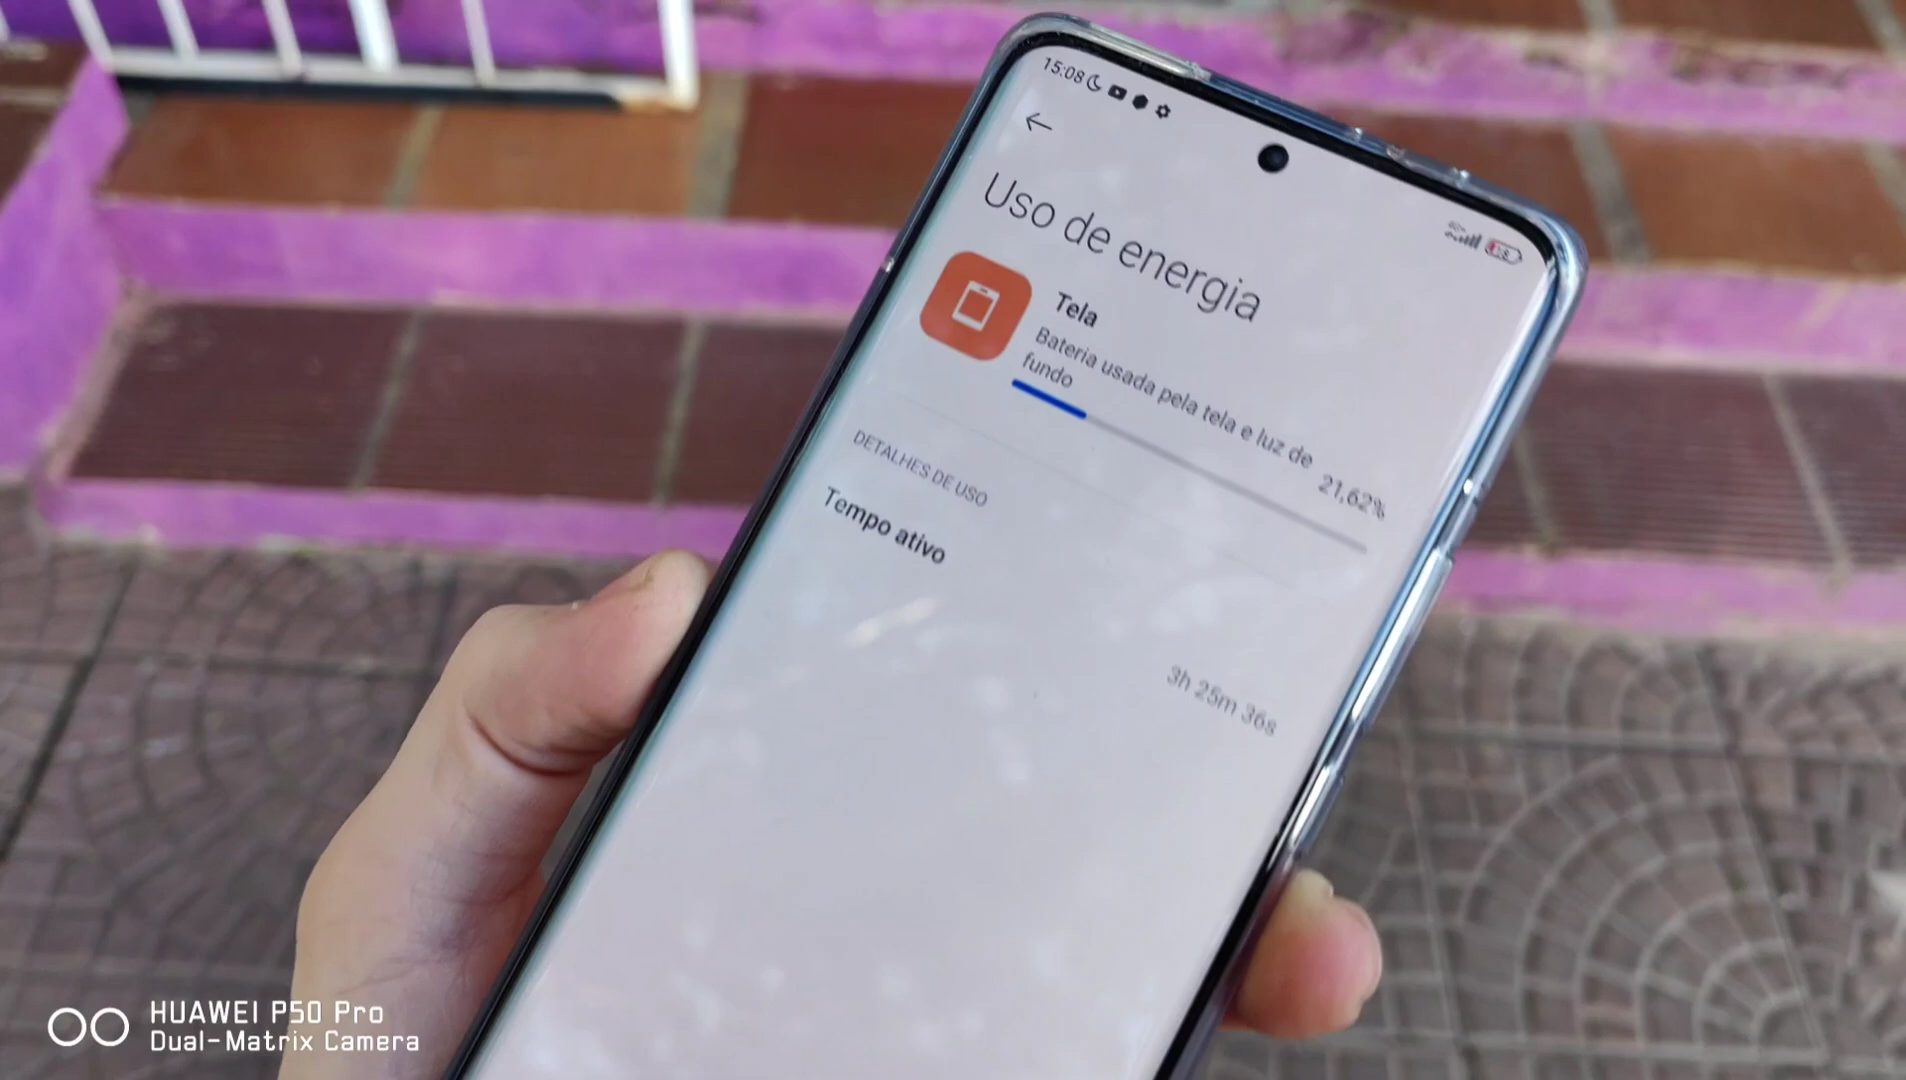 15:08
Uso de energia
Tela
Bateria usada pela tela e luz de
fundo
21,62%
DETALHES DE USO
Tempo ativo
3h 25m 36s
HUAWEI P50 Pro
Dual-Matrix Camera